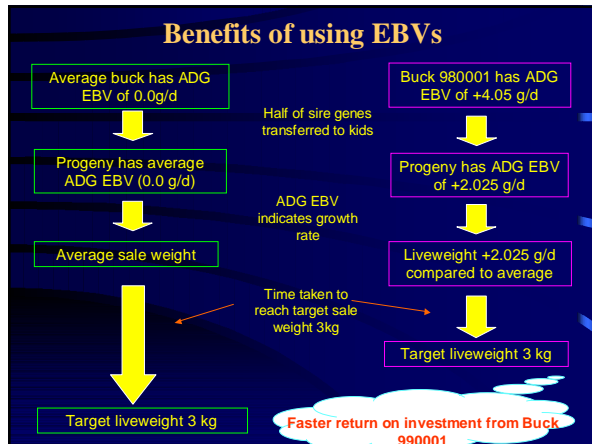 Benefits of using EBVs
Average buck has ADG
EBV of 0.0g/d
Buck 980001 has ADG
EBV of +4.05 g/d
Half of sire genes
transferred to kids
Progeny has average
ADG EBV (0.0 g/d)
Progeny has ADG EBV
of +2.025 g/d
ADG EBV
indicates growth
rate
Average sale weight
Liveweight +2.025 g/d
compared to average
Time taken to
reach target sale
weight 3kg
Target liveweight 3 kg
Target liveweight 3 kg
Faster return on investment from Buck
990001